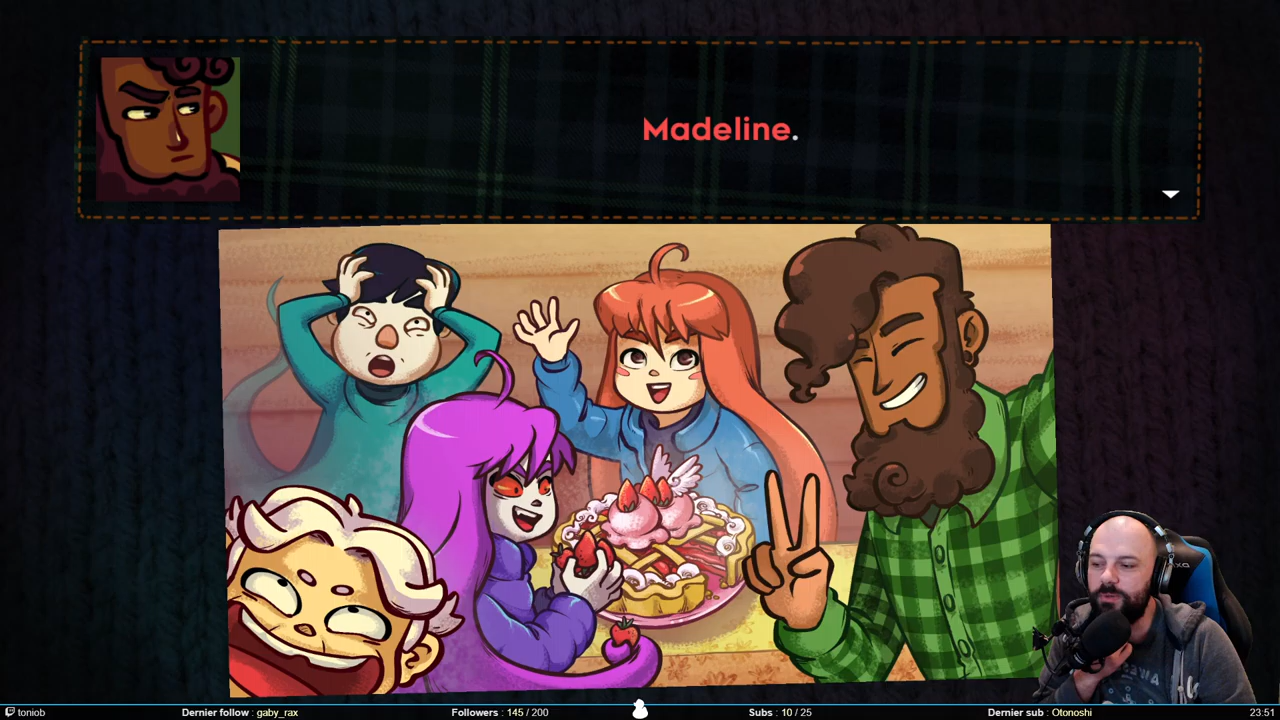 Madeline.
toniob
Dernier follow : gaby_rax
Followers : 145 / 200
Subs : 10 / 25
Dernier sub : Otonoshi
23:51